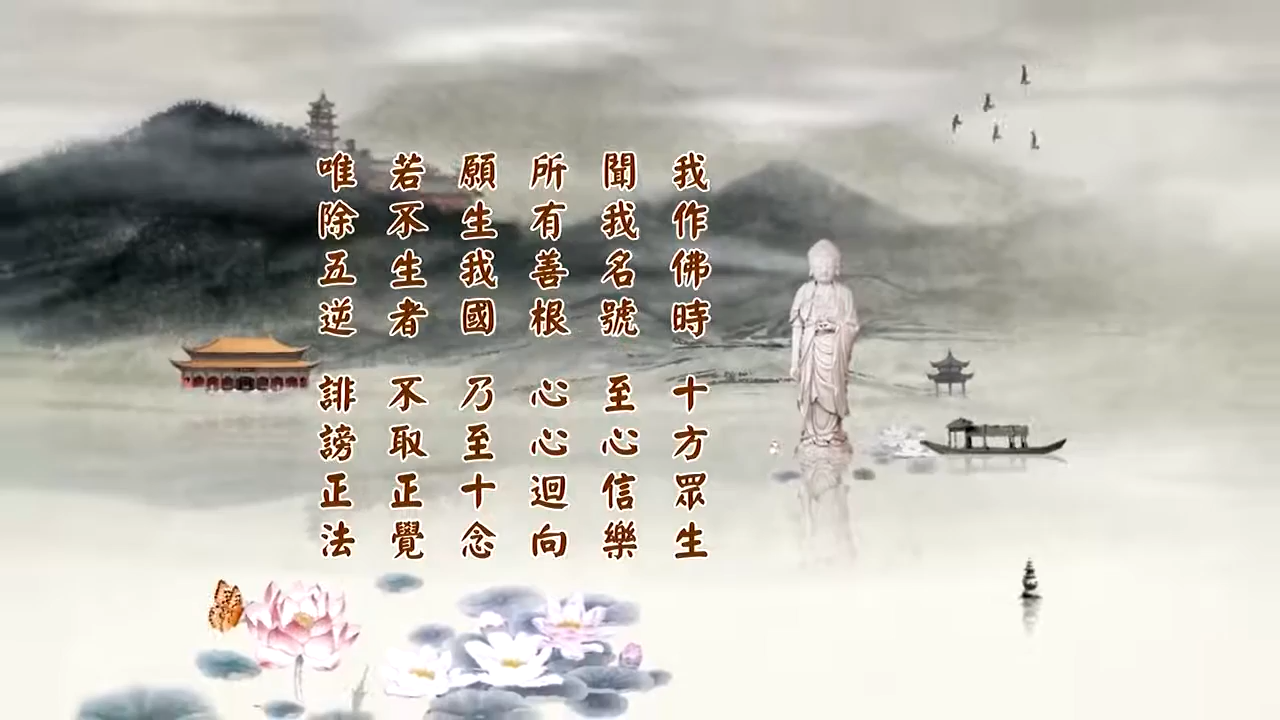 我作佛時 十方眾生
聞我名號 至心信樂
所有善根 心心迴向
願生我國 乃至十念
若不生者 不取正覺
唯除五逆 誹謗正法